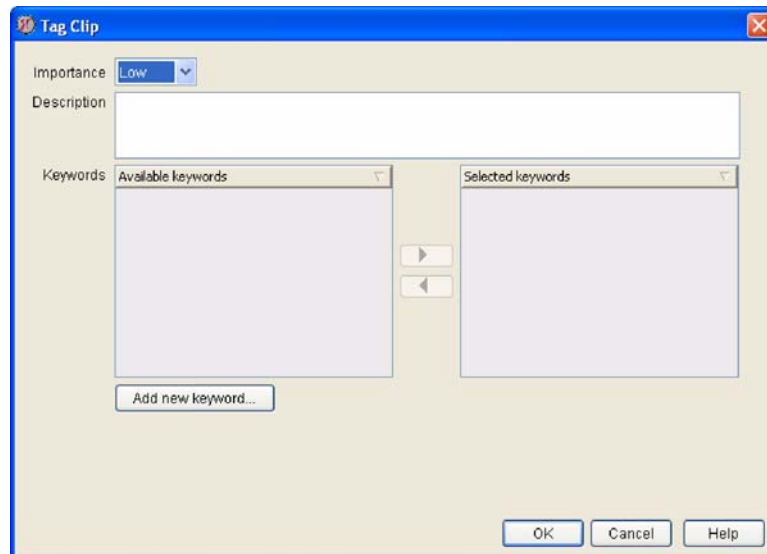 Tag Clip
Importance Low
Description
Keywords Available keywords Selected keywords
Add new keyword...
OK Cancel Help